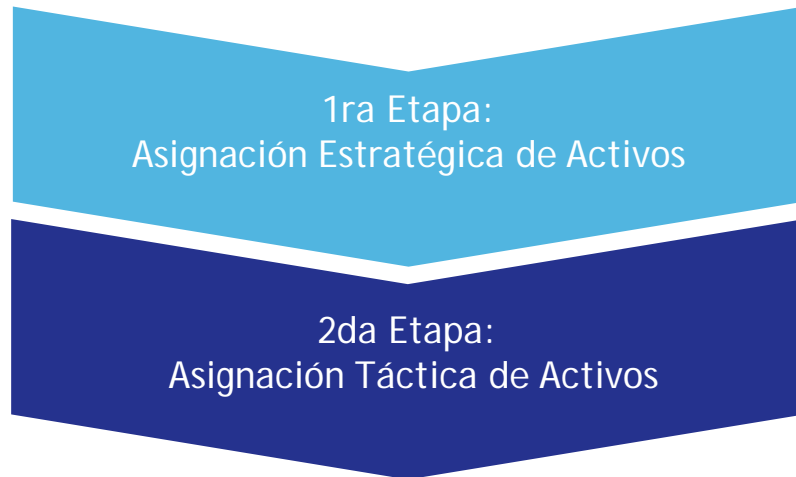 1ra Etapa:
Asignación Estratégica de Activos
2da Etapa:
Asignación Táctica de Activos